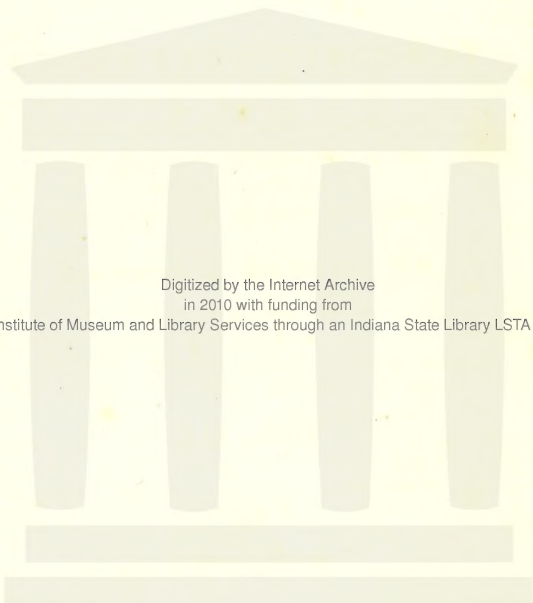 Digitized by the Internet Archive
in 2010 with funding from
nstitute of Museum and Library Services through an Indiana State Library LSTA